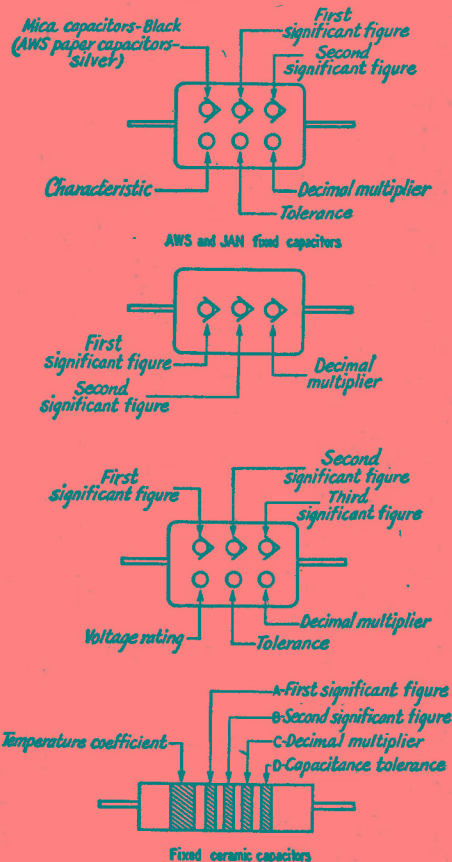 Mica capacitors-Black
(AWS paper capacitors-
silver)
First
significant figure
Second
significant figure
Characteristic
Decimal multiplier
Tolerance
AWS and JAN fixed capacitors
First
significant figure
Second
significant figure
Decimal
multiplier
First
significant figure
Second
significant figure
Third
significant figure
Voltage rating
Tolerance
Decimal multiplier
A-First significant figure
B-Second significant figure
Temperature coefficient
C-Decimal multiplier
D-Capacitance tolerance
Fixed ceramic capacitors